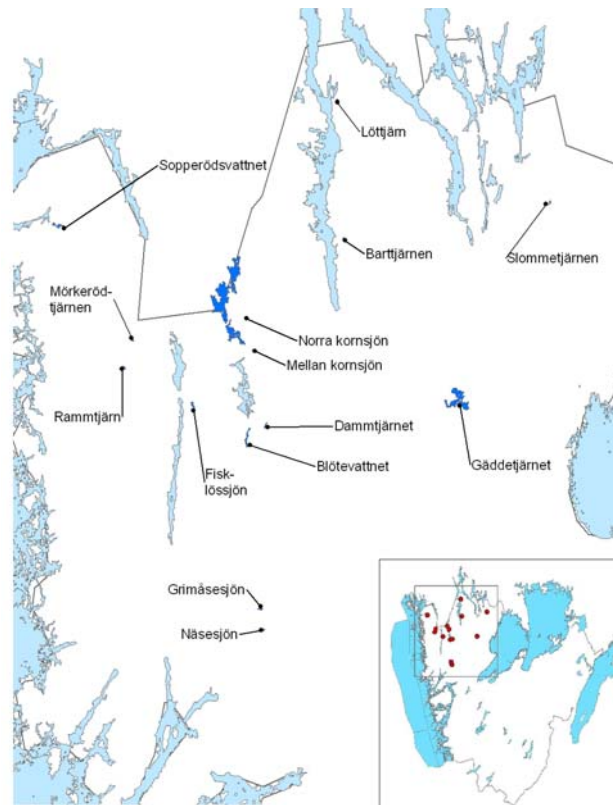 Löttjärn
Sopperödsvattnet
Barttjärnen
Slommetjärnen
Mörkeröd-
tjärnen
Norra kornsjön
Mellan kornsjön
Rammtjärn
Dammtjärnet
Blötevattnet
Gäddetjärnet
Fisk-
lössjön
Grimåsesjön
Näsesjön